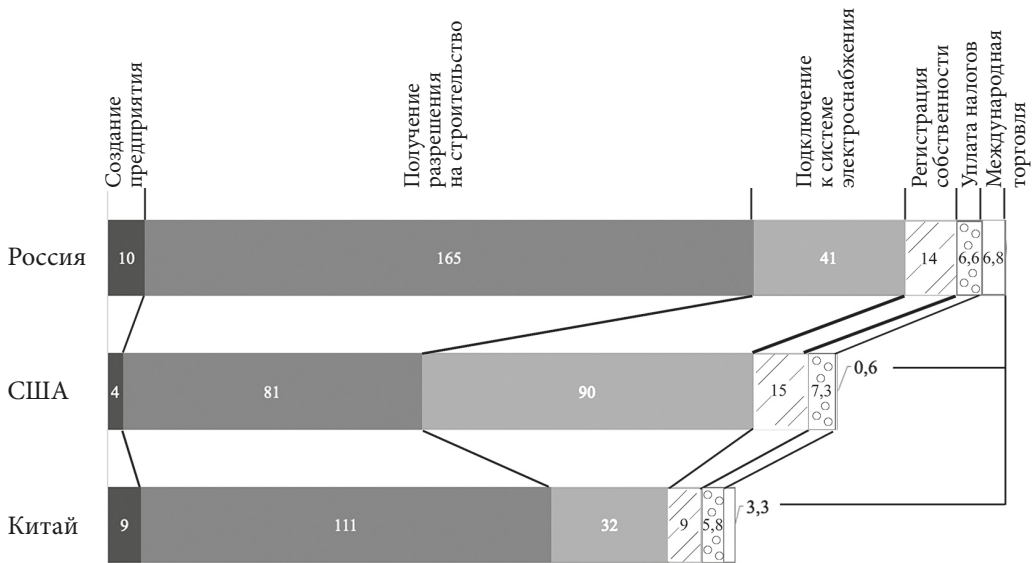 Создание
предприятия
Получение
разрешения
на строительство
Подключение
к системе
электроснабжения
Регистрация
собственности
Уплата налогов
Международная
торговля
Россия
10
165
41
14
6,6
6,8
США
4
81
90
15
7,3
0,6
Китай
9
111
32
9
5,8
3,3